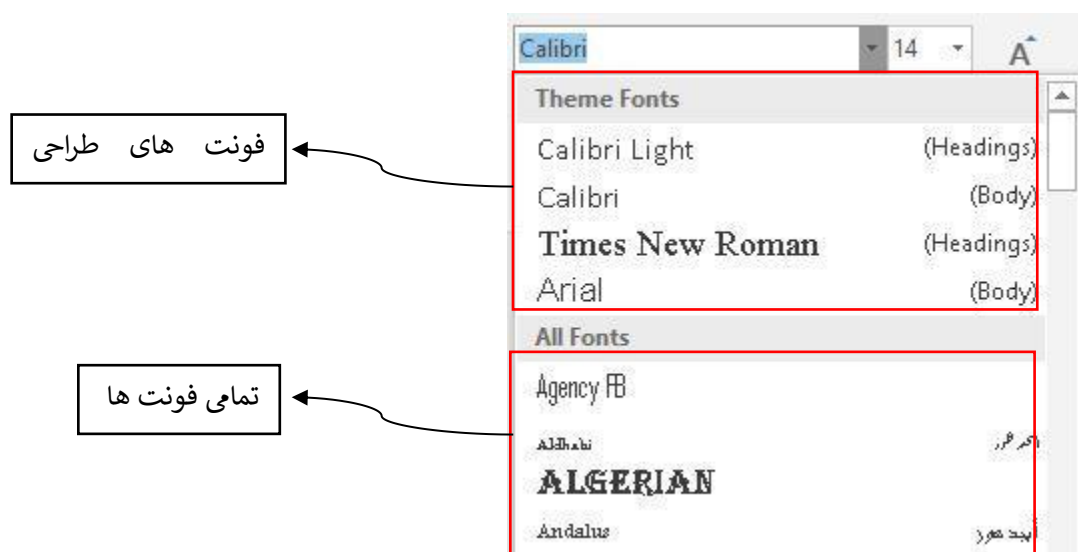 Calibri 14 A
Theme Fonts
فونت های طراحی
Calibri Light (Headings)
Calibri (Body)
Times New Roman (Headings)
Arial (Body)
All Fonts
تمامی فونت ها
Agency FB
Aldhabi
ALGERIAN
Andalus